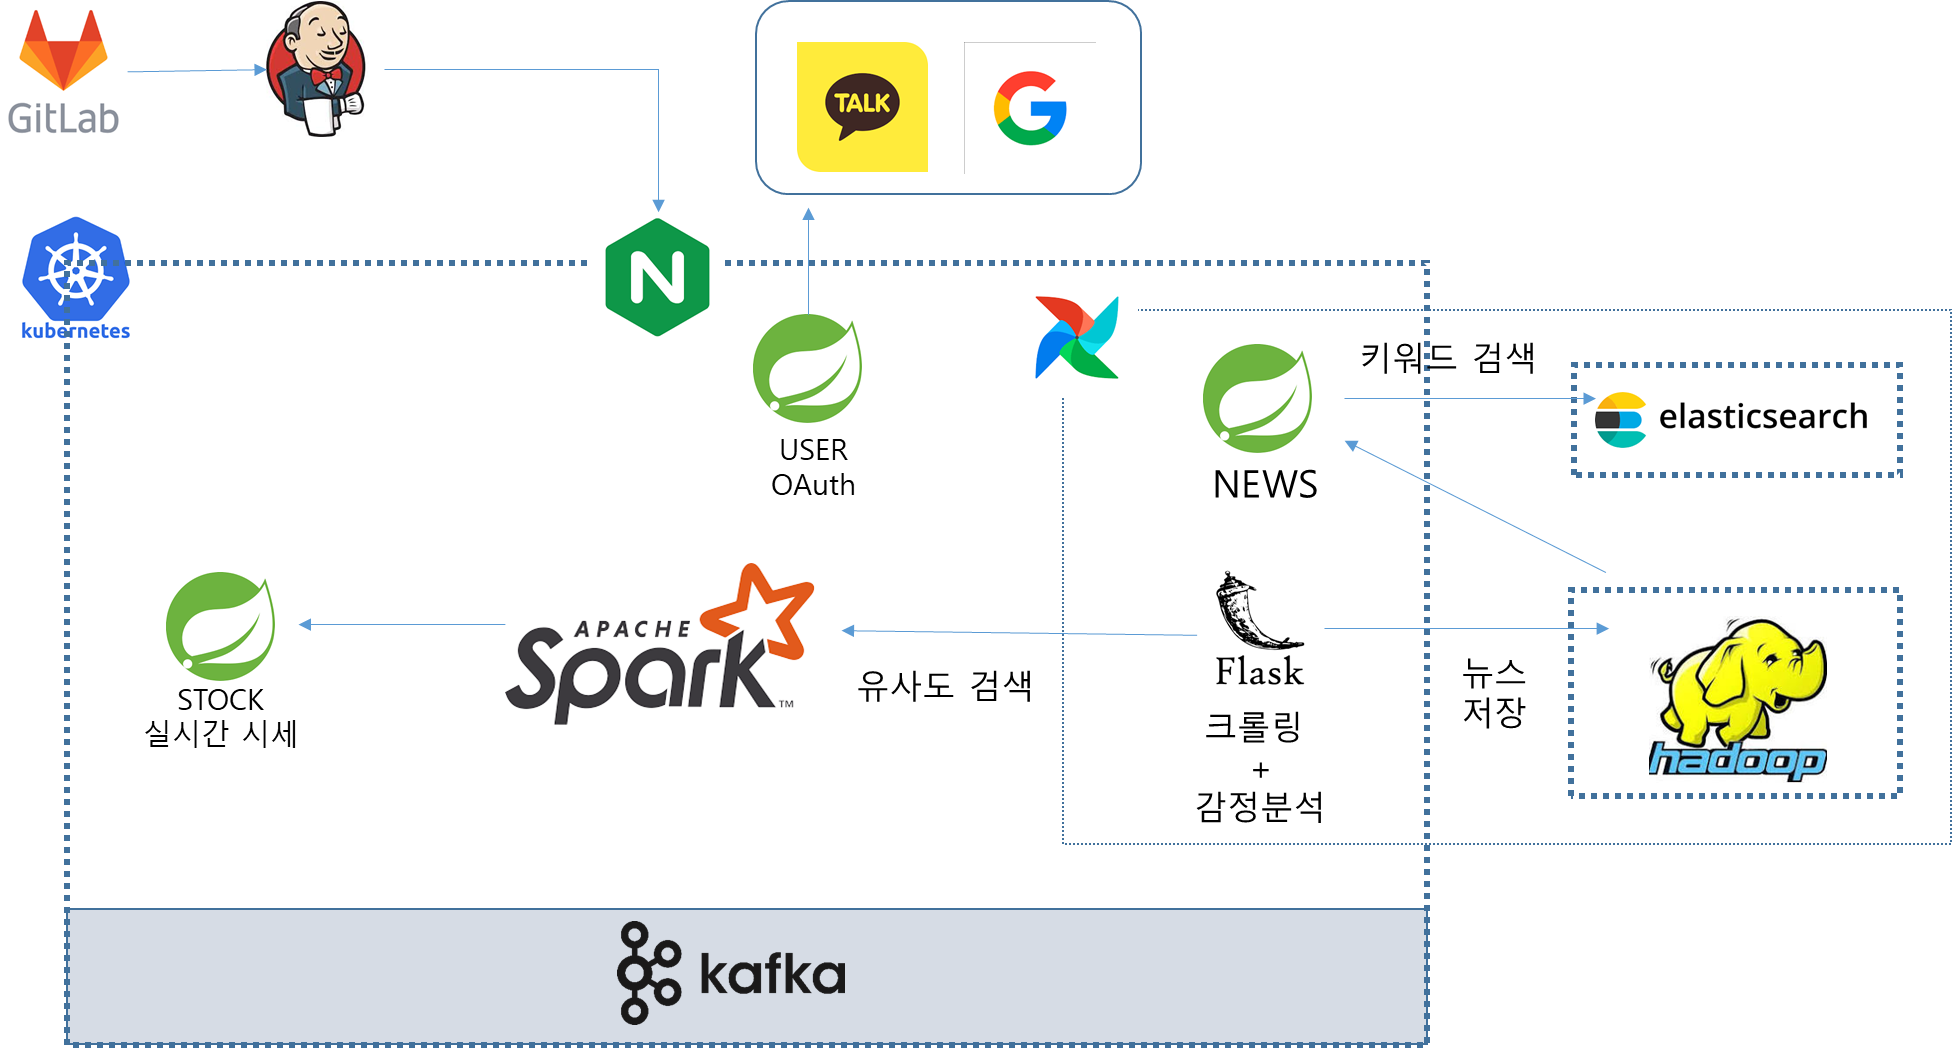 GitLab
TALK
kubernetes
USER
OAuth
키워드 검색
elasticsearch
NEWS
STOCK
실시간 시세
APACHE
Spark™
유사도 검색
Flask
크롤링
+
감정분석
뉴스
저장
hadoop
kafka